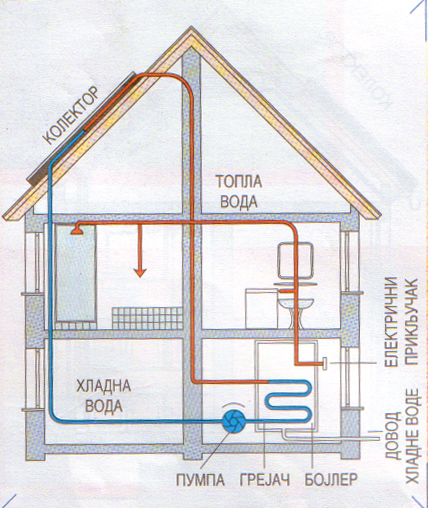 КОЛЕКТОР
ТОПЛА
ВОДА
ЕЛЕКТРИЧНИ
ПРИКЉУЧАК
ХЛАДНА
ВОДА
ДОВОД
ХЛАДНЕ ВОДЕ
ПУМПА ГРЕЈАЧ БОЈЛЕР